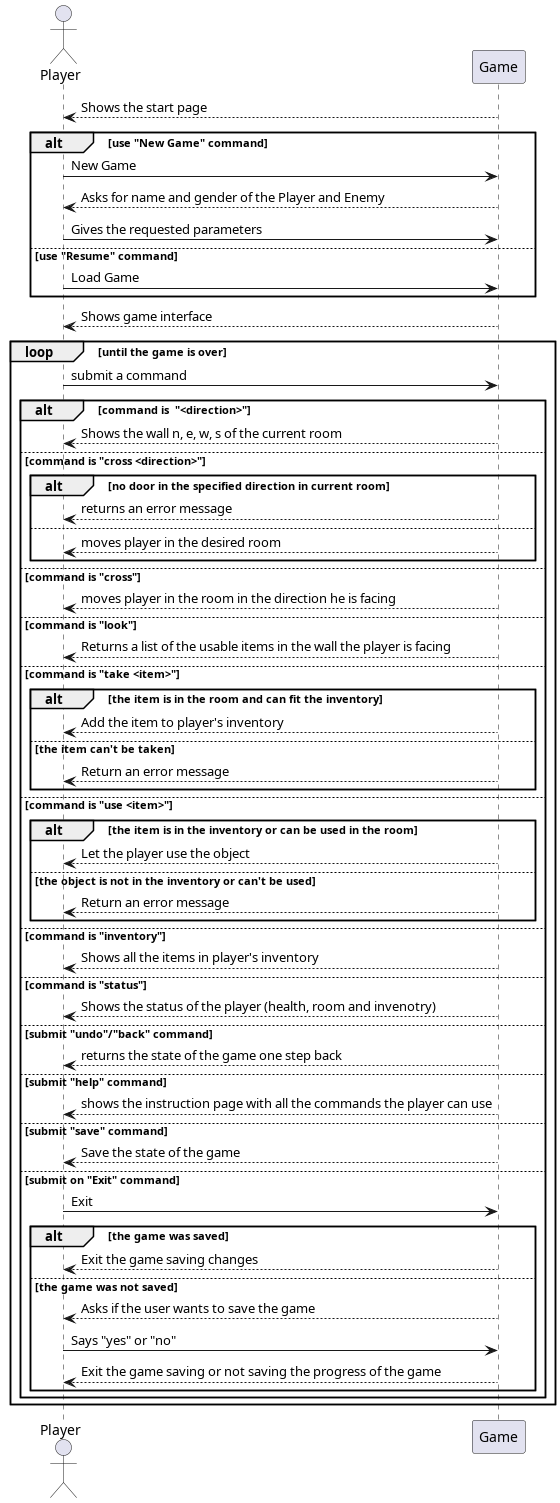 Player
Game
Shows the start page
alt [use "New Game" command]
New Game
Asks for name and gender of the Player and Enemy
Gives the requested parameters
[use "Resume" command]
Load Game
Shows game interface
loop [until the game is over]
submit a command
alt [command is "<direction>"]
Shows the wall n, e, w, s of the current room
[command is "cross <direction>"]
alt [no door in the specified direction in current room]
returns an error message
moves player in the desired room
[command is "cross"]
moves player in the room in the direction he is facing
[command is "look"]
Returns a list of the usable items in the wall the player is facing
[command is "take <item>"]
alt [the item is in the room and can fit the inventory]
Add the item to player's inventory
[the item can't be taken]
Return an error message
[command is "use <item>"]
alt [the item is in the inventory or can be used in the room]
Let the player use the object
[the object is not in the inventory or can't be used]
Return an error message
[command is "inventory"]
Shows all the items in player's inventory
[command is "status"]
Shows the status of the player (health, room and invenotry)
[submit "undo"/"back" command]
returns the state of the game one step back
[submit "help" command]
shows the instruction page with all the commands the player can use
[submit "save" command]
Save the state of the game
[submit on "Exit" command]
Exit
alt [the game was saved]
Exit the game saving changes
[the game was not saved]
Asks if the user wants to save the game
Says "yes" or "no"
Exit the game saving or not saving the progress of the game
Player
Game